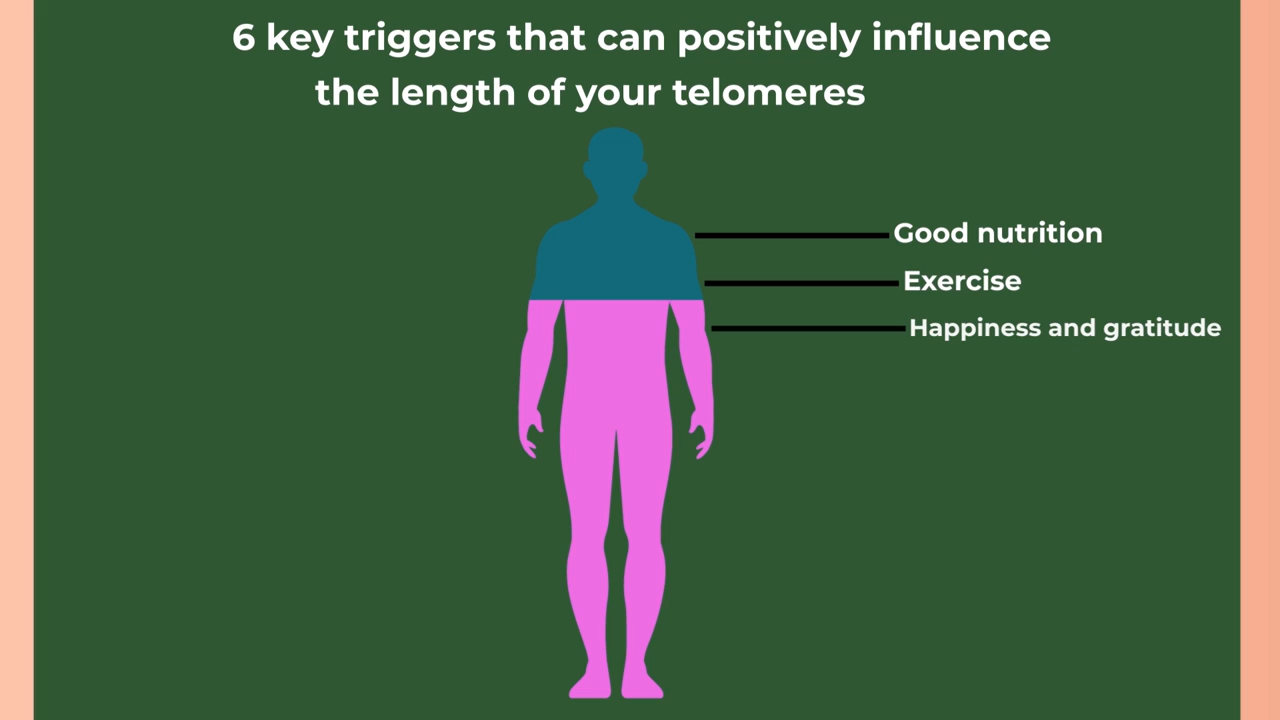 6 key triggers that can positively influence
the length of your telomeres
Good nutrition
Exercise
Happiness and gratitude